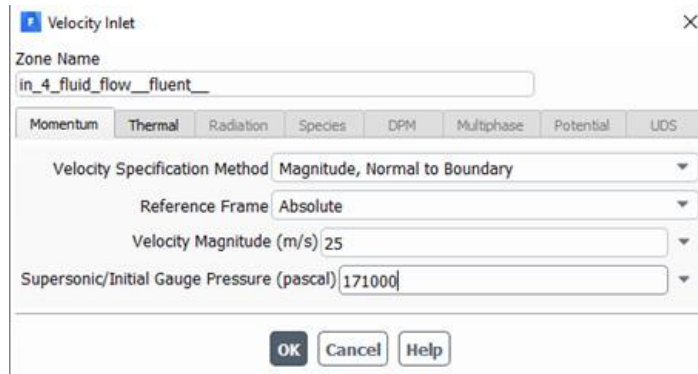 Velocity Inlet
Zone Name
in_4_fluid_flow__fluent__
Momentum Thermal Radiation Species DPM Multiphase Potential UDS
Velocity Specification Method Magnitude, Normal to Boundary
Reference Frame Absolute
Velocity Magnitude (m/s) 25
Supersonic/Initial Gauge Pressure (pascal) 171000
OK Cancel Help